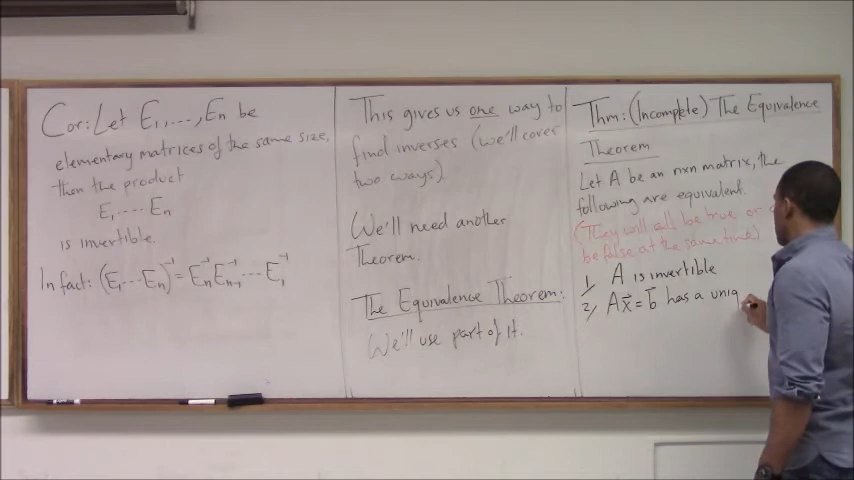 Cor: Let E₁, ..., En be
elementary matrices of the same size,
then the product
E₁ .... En
is invertible.
In fact: (E₁ ... En)⁻¹ = En⁻¹ En-1⁻¹ ... E₁⁻¹
This gives us one way to
find inverses (we'll cover
two ways).
We'll need another
Theorem.
The Equivalence Theorem:
We'll use part of it.
Thm: (Incomplete) The Equivalence
Theorem
Let A be an nxn matrix, the
following are equivalent.
(They will all be true or
be false at the same time)
1, A is invertible
2, Ax⃗ = b⃗ has a uniq